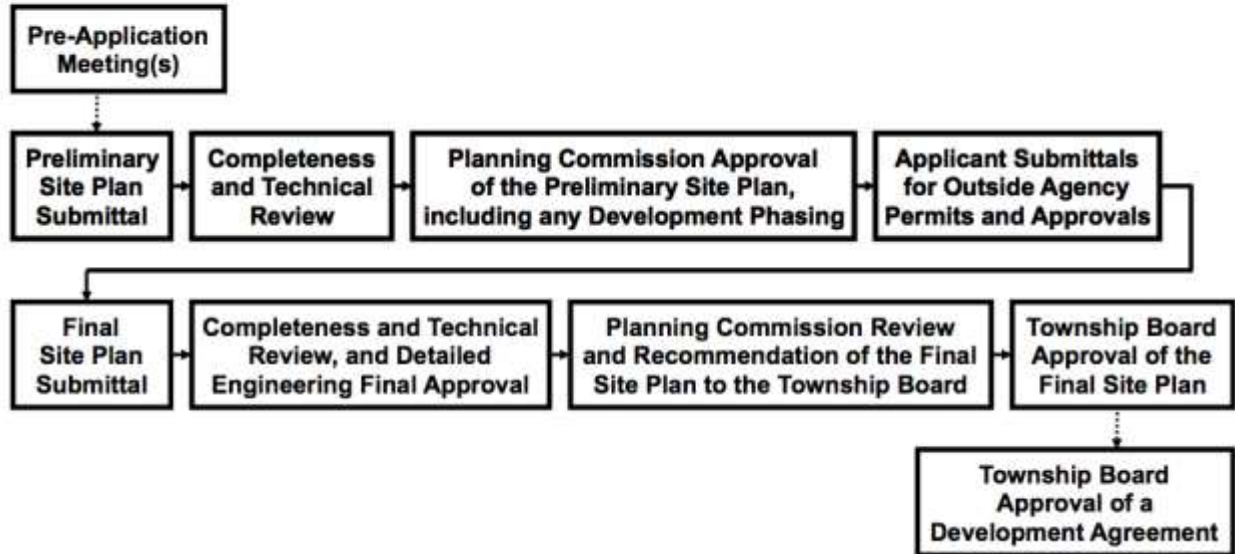 Pre-Application
Meeting(s)
Preliminary
Site Plan
Submittal
Completeness
and Technical
Review
Planning Commission Approval
of the Preliminary Site Plan,
including any Development Phasing
Applicant Submittals
for Outside Agency
Permits and Approvals
Final
Site Plan
Submittal
Completeness and Technical
Review, and Detailed
Engineering Final Approval
Planning Commission Review
and Recommendation of the Final
Site Plan to the Township Board
Township Board
Approval of the
Final Site Plan
Township Board
Approval of a
Development Agreement